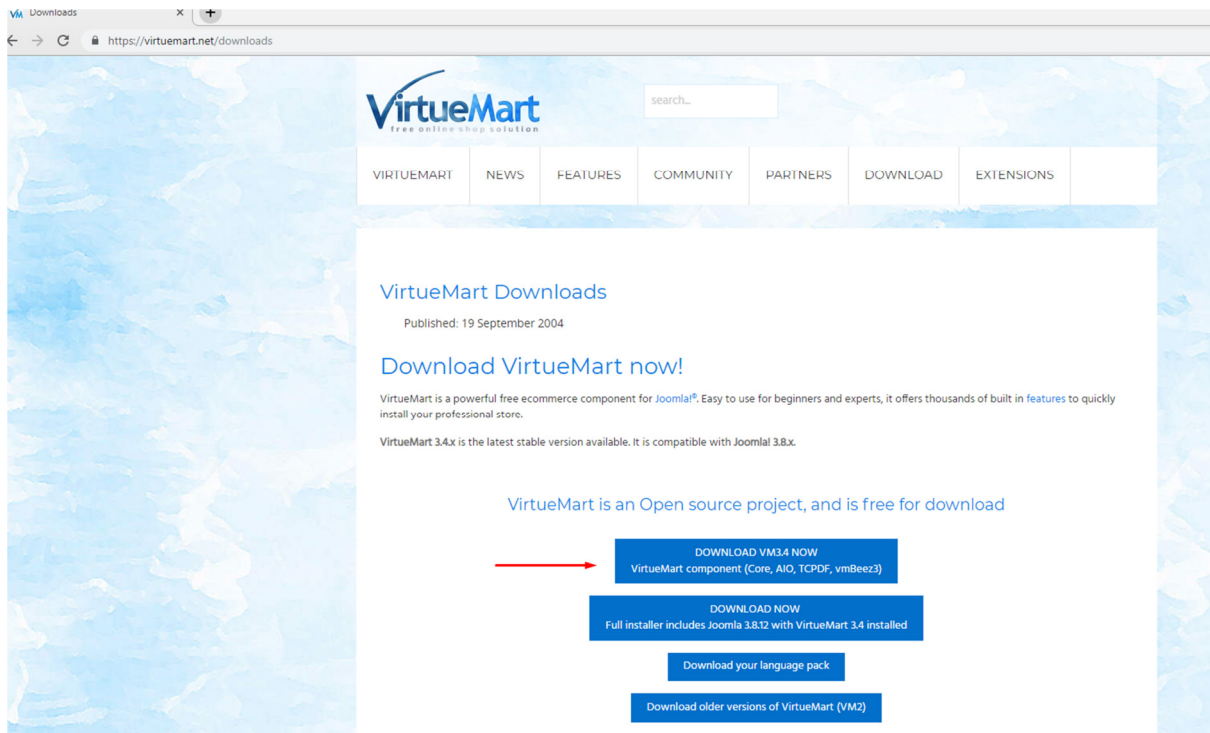 Downloads
https://virtuemart.net/downloads
VirtueMart
free online shop solution
search...
VIRTUEMART NEWS FEATURES COMMUNITY PARTNERS DOWNLOAD EXTENSIONS
VirtueMart Downloads
Published: 19 September 2004
Download VirtueMart now!
VirtueMart is a powerful free ecommerce component for Joomla!®. Easy to use for beginners and experts, it offers thousands of built in features to quickly
install your professional store.
VirtueMart 3.4.x is the latest stable version available. It is compatible with Joomla! 3.8.x.
VirtueMart is an Open source project, and is free for download
DOWNLOAD VM3.4 NOW
VirtueMart component (Core, AIO, TCPDF, vmBeez3)
DOWNLOAD NOW
Full installer includes Joomla 3.8.12 with VirtueMart 3.4 installed
Download your language pack
Download older versions of VirtueMart (VM2)